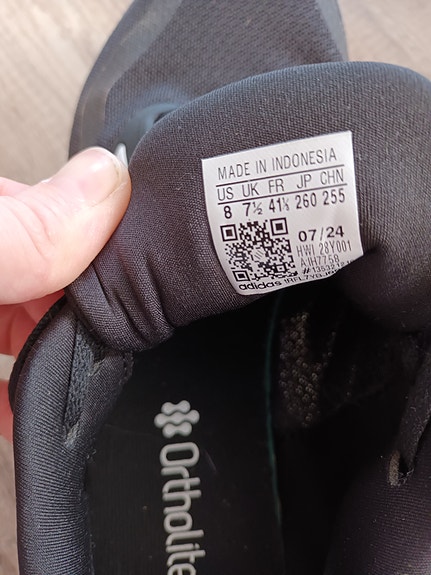 MADE IN INDONESIA
US UK FR JP CHN
8 7½ 41⅓ 260 255
07/24
HWI 28Y001
adidas
Ortholite